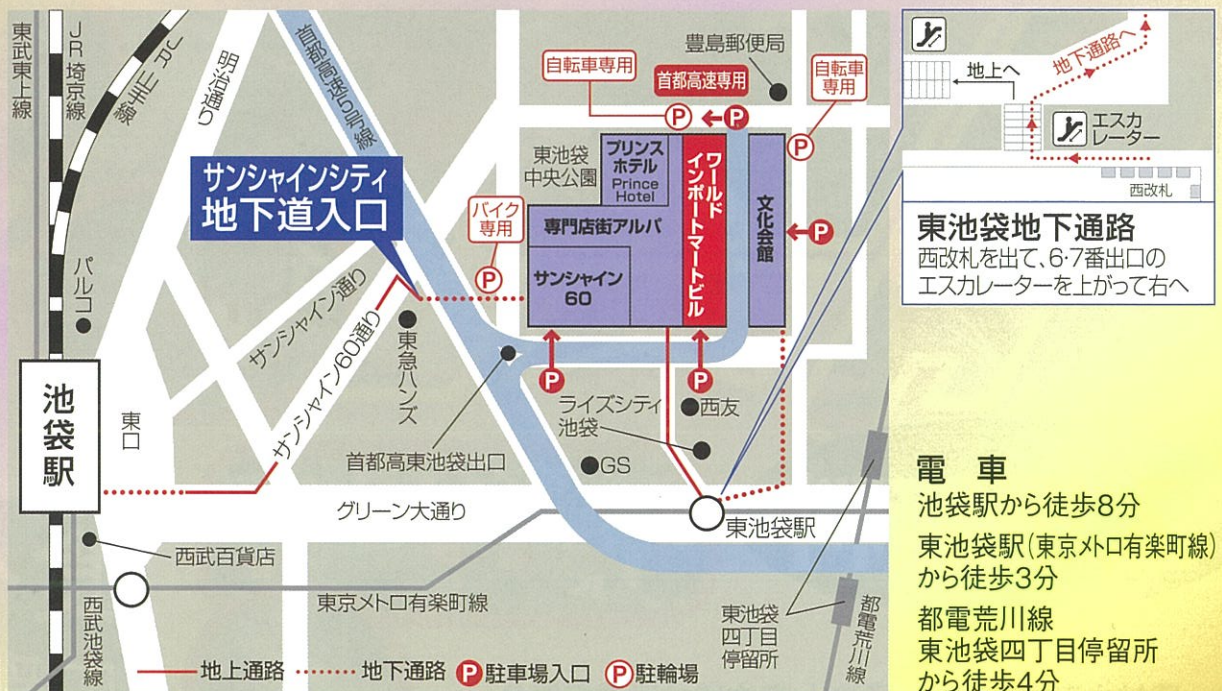 東武東上線
JR埼京線
JR山手線
明治通り
首都高速5号線
豊島郵便局
自転車専用
首都高速専用
自転車
専用
P
P
P
東池袋
中央公園
プリンス
ホテル
Prince
Hotel
ワールド
インポートマートビル
文化会館
P
サンシャインシティ
地下道入口
バイク
専用
P
専門店街アルパ
サンシャイン
60
パルコ
サンシャイン通り
サンシャイン60通り
東急ハンズ
P
P
池袋駅
東口
ライズシティ
池袋
西友
首都高東池袋出口
GS
グリーン大通り
東池袋駅
西武百貨店
東京メトロ有楽町線
西武池袋線
東池袋
四丁目
停留所
都電荒川線
地上通路
地下通路
P駐車場入口
P駐輪場
地上へ
地下通路へ
エスカ
レーター
西改札
東池袋地下通路
西改札を出て、6・7番出口の
エスカレーターを上がって右へ
電 車
池袋駅から徒歩8分
東池袋駅(東京メトロ有楽町線)
から徒歩3分
都電荒川線
東池袋四丁目停留所
から徒歩4分